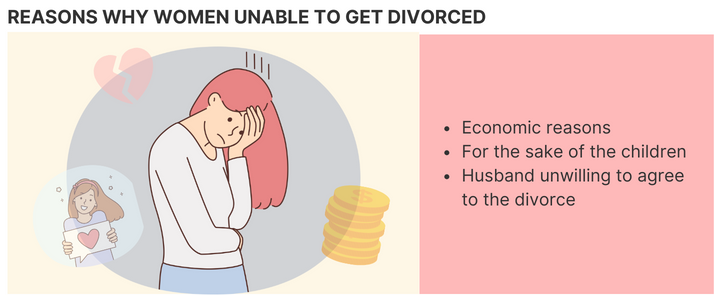 REASONS WHY WOMEN UNABLE TO GET DIVORCED
• Economic reasons
• For the sake of the children
• Husband unwilling to agree
to the divorce